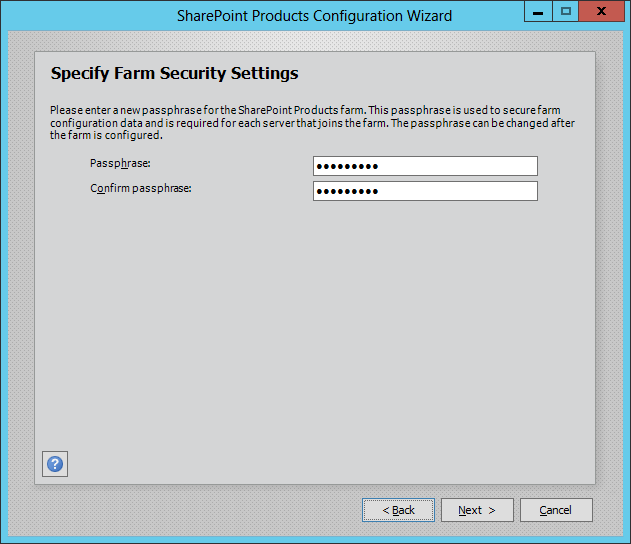 SharePoint Products Configuration Wizard
X
Specify Farm Security Settings
Please enter a new passphrase for the SharePoint Products farm. This passphrase is used to secure farm
configuration data and is required for each server that joins the farm. The passphrase can be changed after
the farm is configured.
Passphrase: •••••••••
Confirm passphrase: •••••••••
?
< Back Next > Cancel